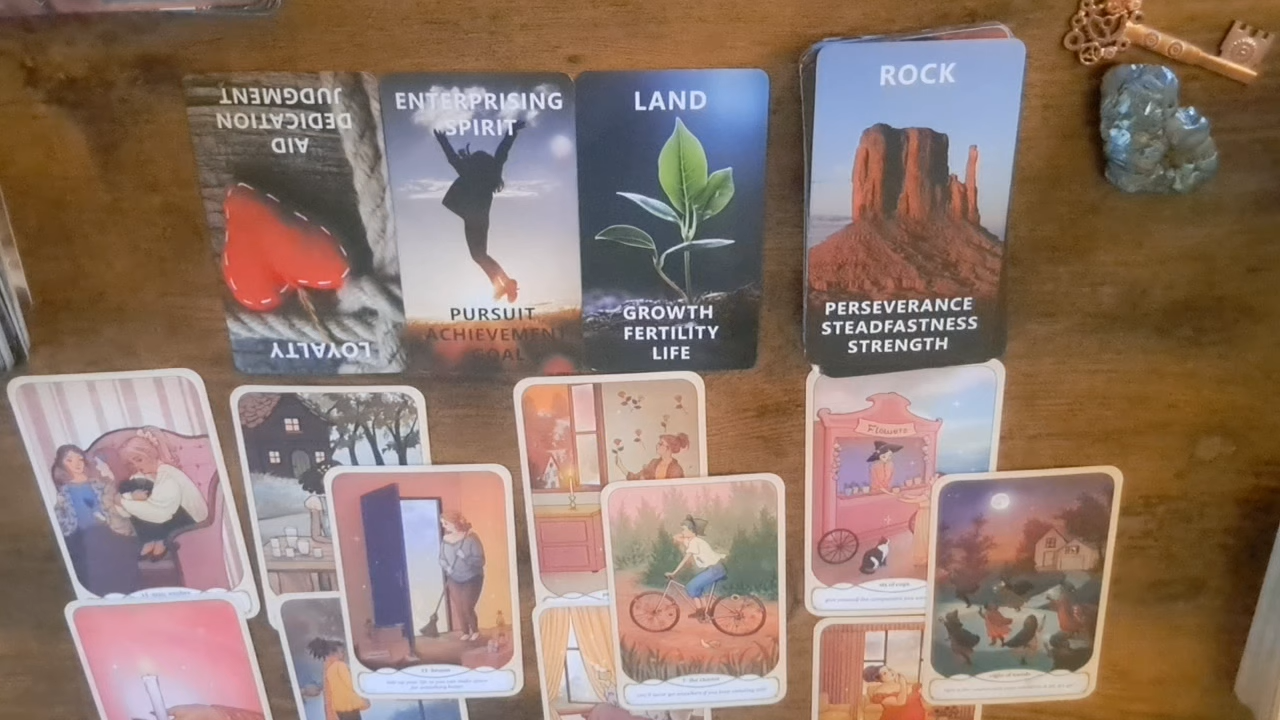 JUDGMENT
DEDICATION
AID
LOYALTY
ENTERPRISING
SPIRIT
PURSUIT
ACHIEVEMENT
GOAL
LAND
GROWTH
FERTILITY
LIFE
ROCK
PERSEVERANCE
STEADFASTNESS
STRENGTH
Flowers